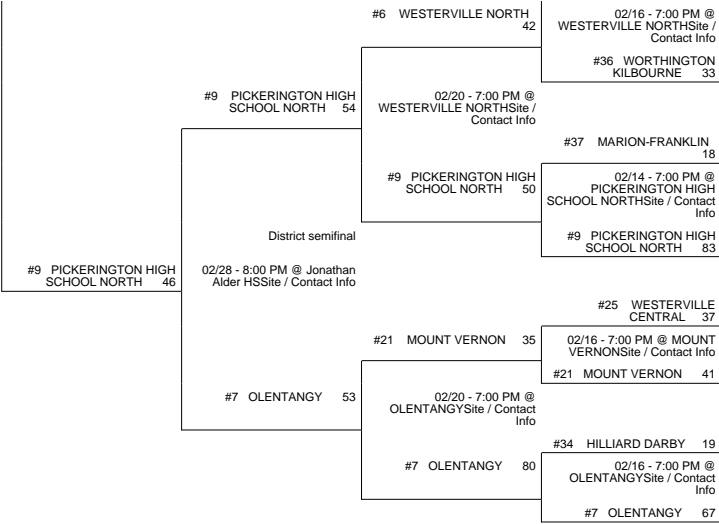 #6 WESTERVILLE NORTH
42
02/16 - 7:00 PM @
WESTERVILLE NORTHSite /
Contact Info
#36 WORTHINGTON
KILBOURNE 33
#9 PICKERINGTON HIGH
SCHOOL NORTH 54
02/20 - 7:00 PM @
WESTERVILLE NORTHSite /
Contact Info
#37 MARION-FRANKLIN
18
#9 PICKERINGTON HIGH
SCHOOL NORTH 50
02/14 - 7:00 PM @
PICKERINGTON HIGH
SCHOOL NORTHSite / Contact
Info
#9 PICKERINGTON HIGH
SCHOOL NORTH 83
District semifinal
#9 PICKERINGTON HIGH
SCHOOL NORTH 46
02/28 - 8:00 PM @ Jonathan
Alder HSSite / Contact Info
#25 WESTERVILLE
CENTRAL 37
#21 MOUNT VERNON 35
02/16 - 7:00 PM @ MOUNT
VERNONSite / Contact Info
#21 MOUNT VERNON 41
#7 OLENTANGY 53
02/20 - 7:00 PM @
OLENTANGYSite / Contact
Info
#34 HILLIARD DARBY 19
#7 OLENTANGY 80
02/16 - 7:00 PM @
OLENTANGYSite / Contact
Info
#7 OLENTANGY 67